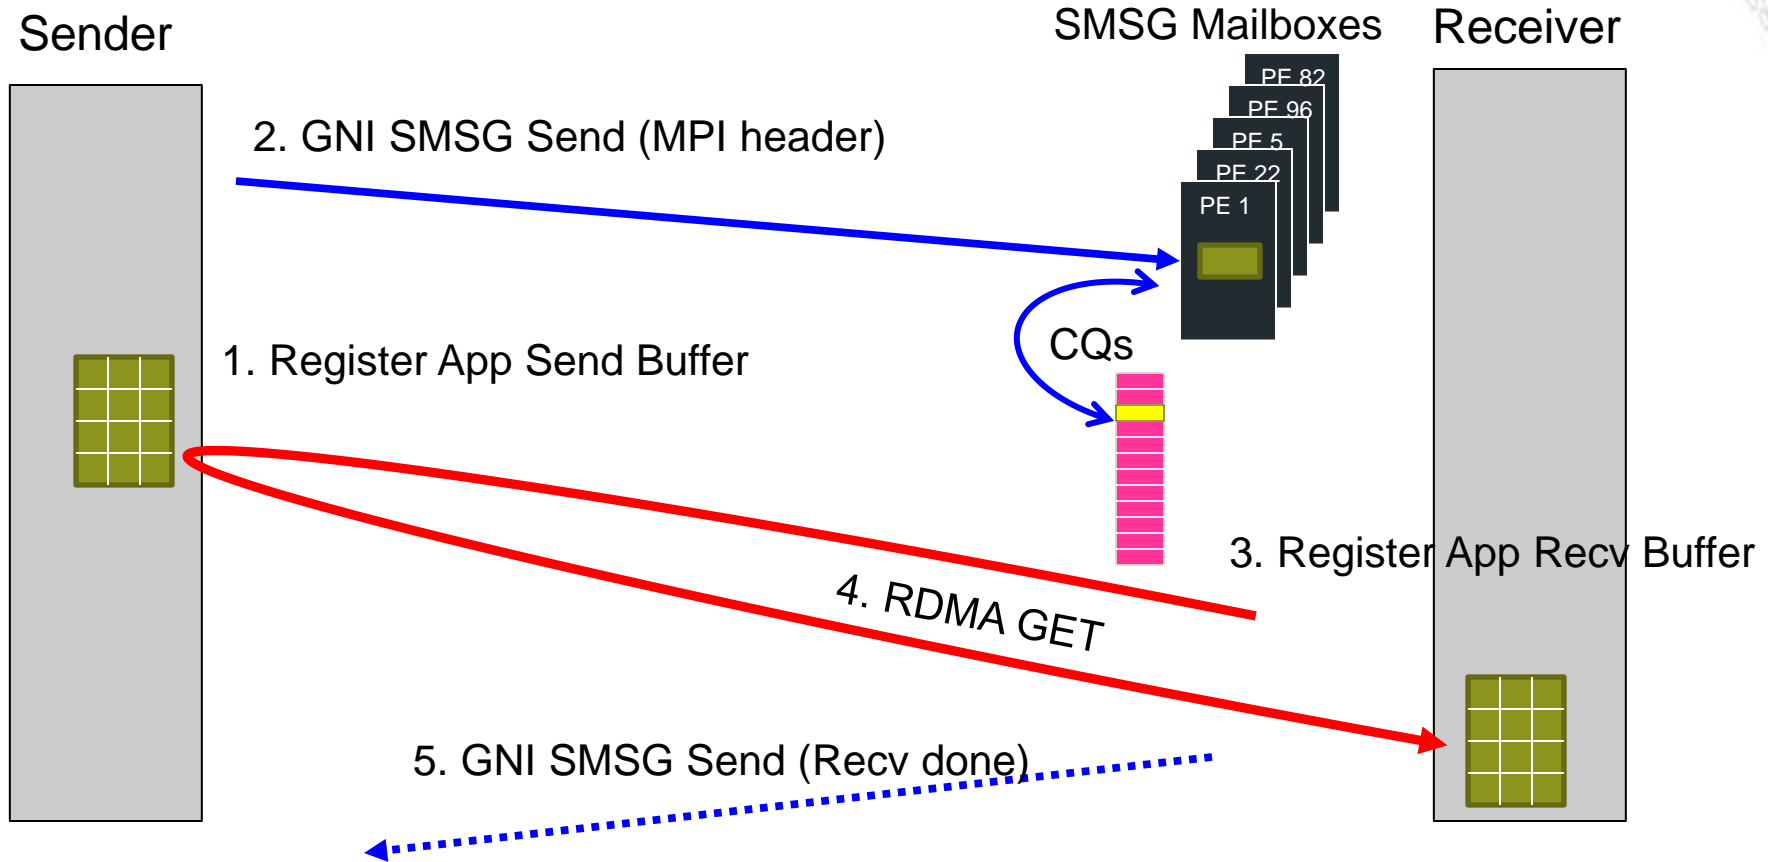 Sender
SMSG Mailboxes
Receiver
PE 82
PE 96
PE 5
PE 22
PE 1
2. GNI SMSG Send (MPI header)
CQs
1. Register App Send Buffer
3. Register App Recv Buffer
4. RDMA GET
5. GNI SMSG Send (Recv done)